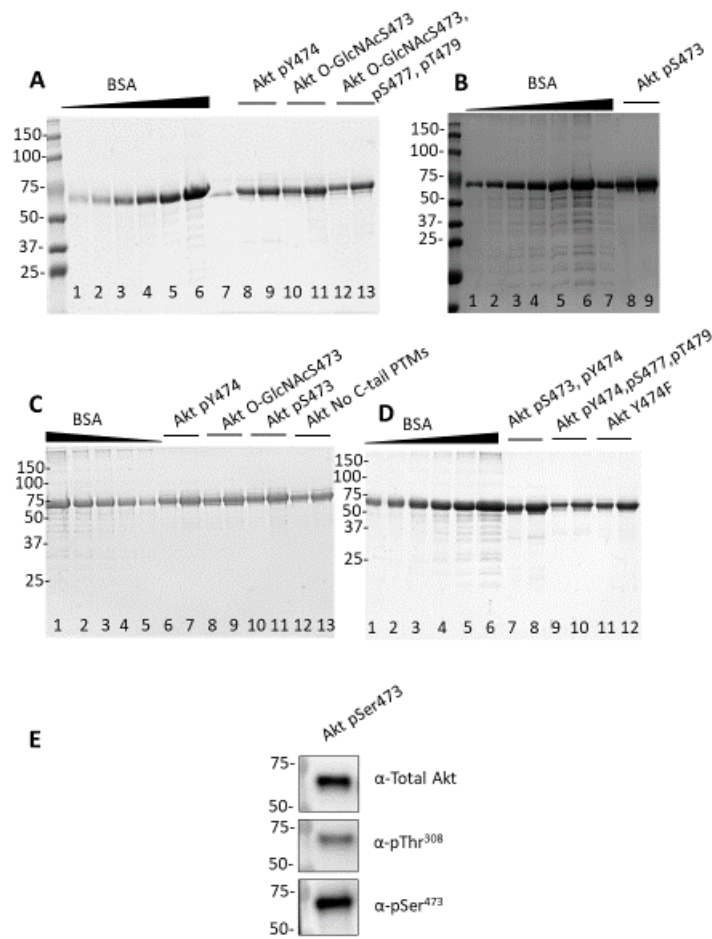 A
BSA
Akt pY474
Akt O-GlcNAcS473
Akt O-GlcNAcS473,
pS477, pT479
150-
100-
75-
50-
37-
25-
1 2 3 4 5 6 7 8 9 10 11 12 13
B
BSA
Akt pS473
150-
100-
75-
50-
37-
25-
1 2 3 4 5 6 7 8 9
C
BSA
Akt pY474
Akt O-GlcNAcS473
Akt pS473
Akt No C-tail PTMs
150-
100-
75-
50-
37-
25-
1 2 3 4 5 6 7 8 9 10 11 12 13
D
BSA
Akt pS473, pY474
Akt pY474,pS477,pT479
Akt Y474F
150-
100-
75-
50-
37-
25-
1 2 3 4 5 6 7 8 9 10 11 12
E
Akt pSer473
75-
50-
α-Total Akt
75-
50-
α-pThr³⁰⁸
75-
50-
α-pSer⁴⁷³